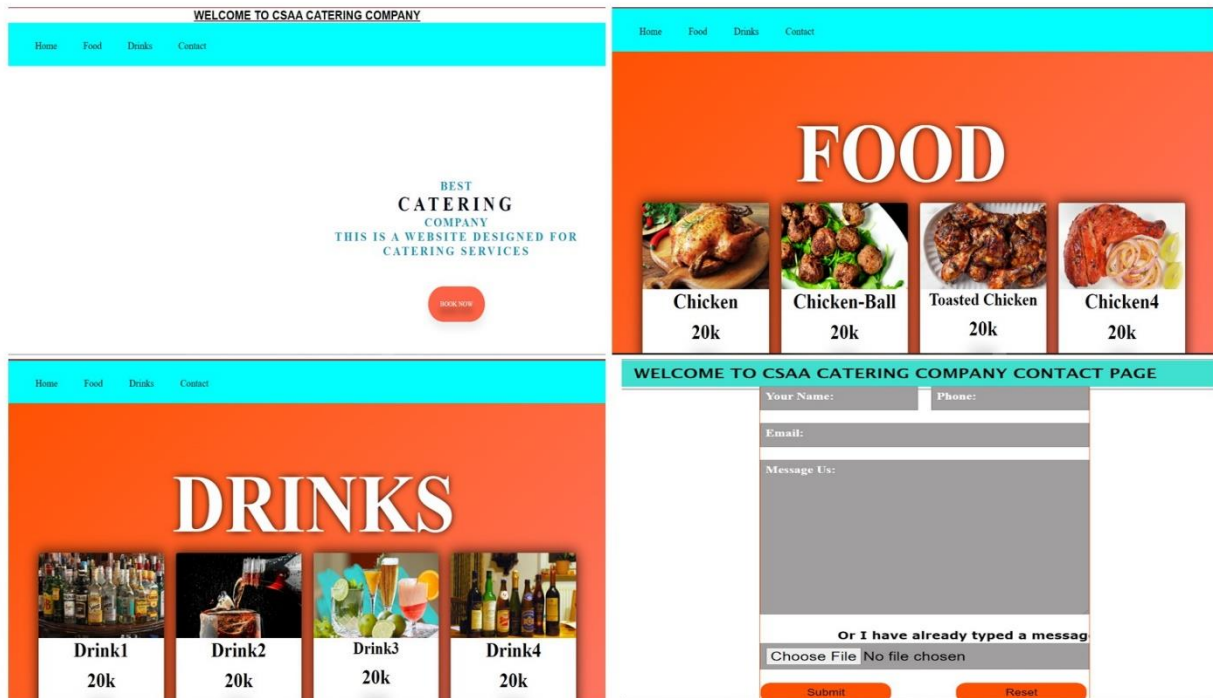 WELCOME TO CSAA CATERING COMPANY
Home Food Drinks Contact
BEST
CATERING
COMPANY
THIS IS A WEBSITE DESIGNED FOR
CATERING SERVICES
BOOK NOW
Home Food Drinks Contact
FOOD
Chicken Chicken-Ball Toasted Chicken Chicken4
20k 20k 20k 20k
Home Food Drinks Contact
DRINKS
Drink1 Drink2 Drink3 Drink4
20k 20k 20k 20k
WELCOME TO CSAA CATERING COMPANY CONTACT PAGE
Your Name: Phone:
Email:
Message Us:
Or I have already typed a messag
Choose File No file chosen
Submit Reset